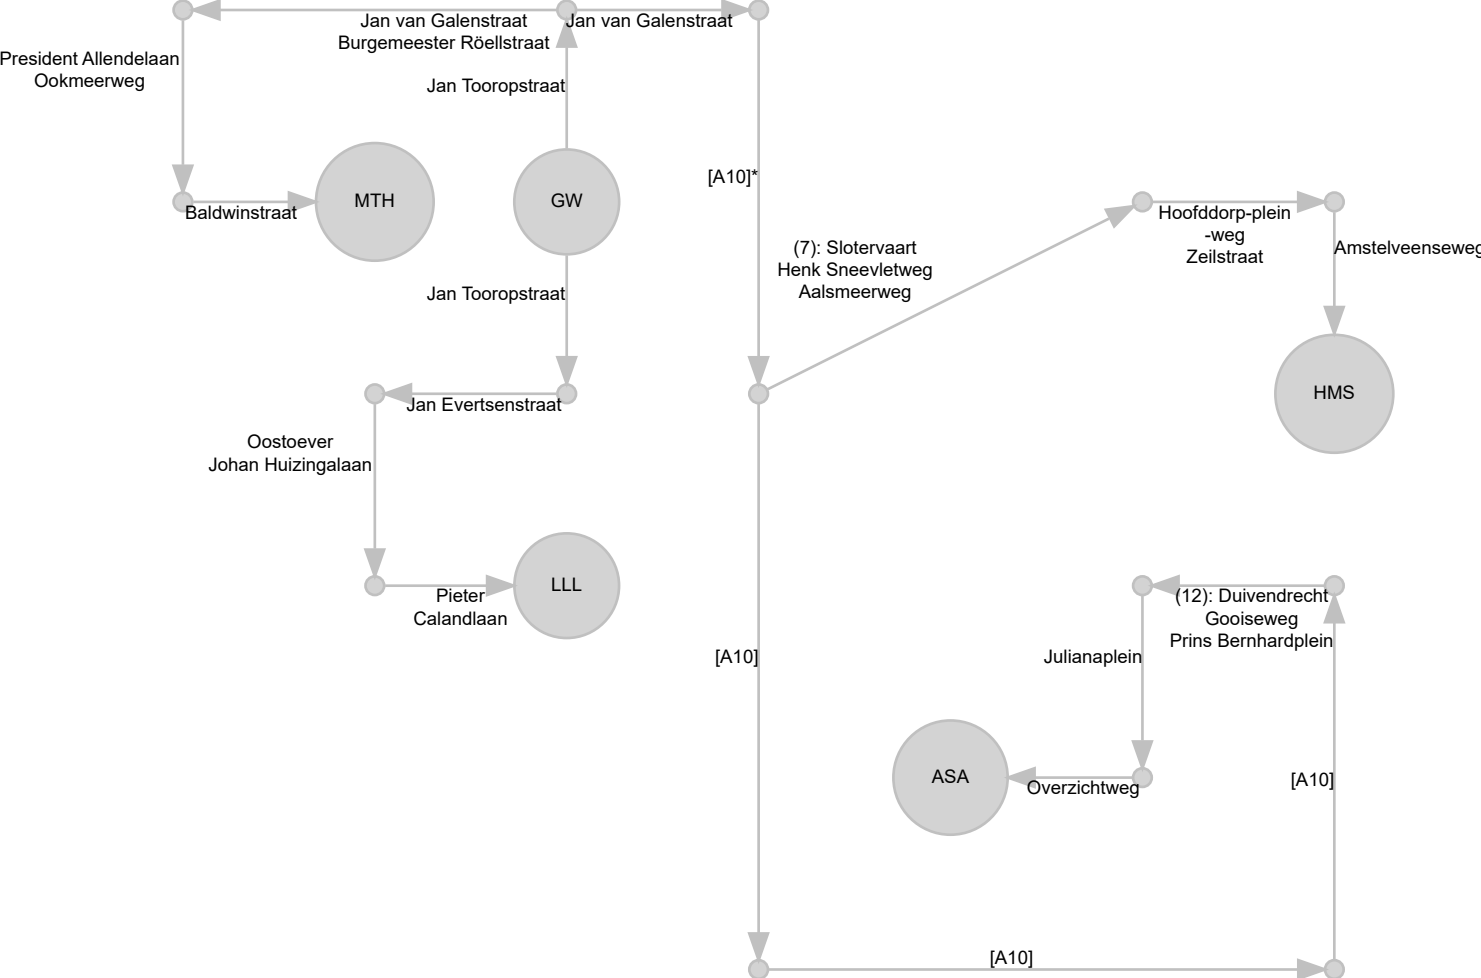 Jan van Galenstraat
Burgemeester Röellstraat
Jan van Galenstraat
President Allendelaan
Ookmeerweg
Jan Tooropstraat
[A10]*
MTH
GW
Baldwinstraat
Hoofddorp-plein
-weg
Zeilstraat
(7): Slotervaart
Henk Sneevletweg
Aalsmeerweg
Amstelveenseweg
Jan Tooropstraat
HMS
Jan Evertsenstraat
Oostoever
Johan Huizingalaan
LLL
Pieter
Calandlaan
(12): Duivendrecht
Gooiseweg
Prins Bernhardplein
[A10]
Julianaplein
ASA
Overzichtweg
[A10]
[A10]